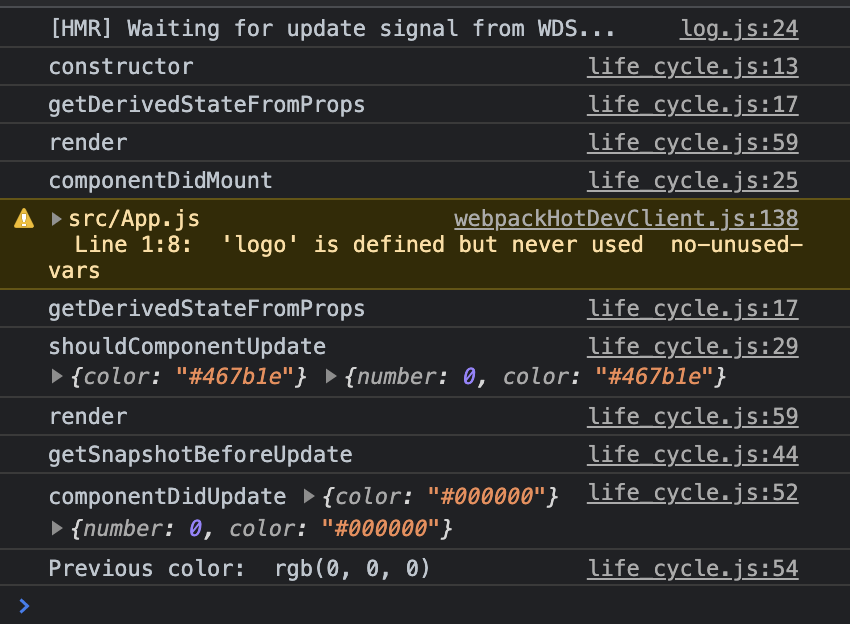 [HMR] Waiting for update signal from WDS... log.js:24
constructor life_cycle.js:13
getDerivedStateFromProps life_cycle.js:17
render life_cycle.js:59
componentDidMount life_cycle.js:25
src/App.js webpackHotDevClient.js:138
Line 1:8: 'logo' is defined but never used no-unused-
vars
getDerivedStateFromProps life_cycle.js:17
shouldComponentUpdate life_cycle.js:29
{color: "#467b1e"} {number: 0, color: "#467b1e"}
render life_cycle.js:59
getSnapshotBeforeUpdate life_cycle.js:44
componentDidUpdate {color: "#000000"} life_cycle.js:52
{number: 0, color: "#000000"}
Previous color: rgb(0, 0, 0) life_cycle.js:54